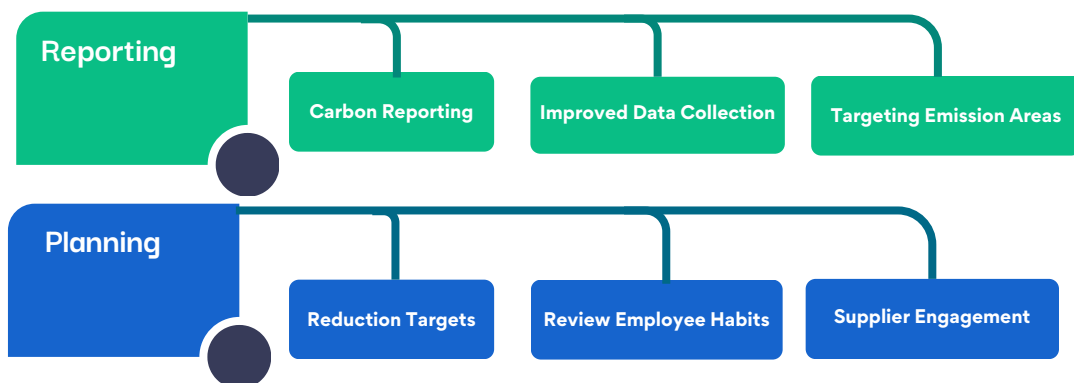 Reporting
Carbon Reporting
Improved Data Collection
Targeting Emission Areas
Planning
Reduction Targets
Review Employee Habits
Supplier Engagement